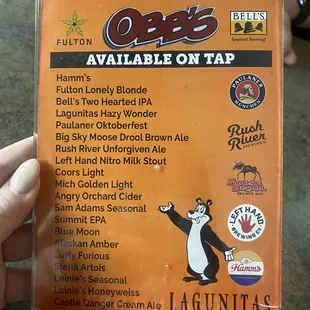 FULTON
OBB'S
BELL'S
Inspired Brewing
AVAILABLE ON TAP
Hamm's
Fulton Lonely Blonde
Bell's Two Hearted IPA
Lagunitas Hazy Wonder
Paulaner Oktoberfest
Big Sky Moose Drool Brown Ale
Rush River Unforgiven Ale
Left Hand Nitro Milk Stout
Coors Light
Mich Golden Light
Angry Orchard Cider
Sam Adams Seasonal
Summit EPA
Blue Moon
Alaskan Amber
Surly Furious
Stella Artois
Leinie's Seasonal
Leinie's Honeyweiss
Castle Danger Cream Ale
PAULANER
MÜNCHEN
Rush
River
LEFT HAND
BREWING CO.
Hamm's
LAGUNITAS